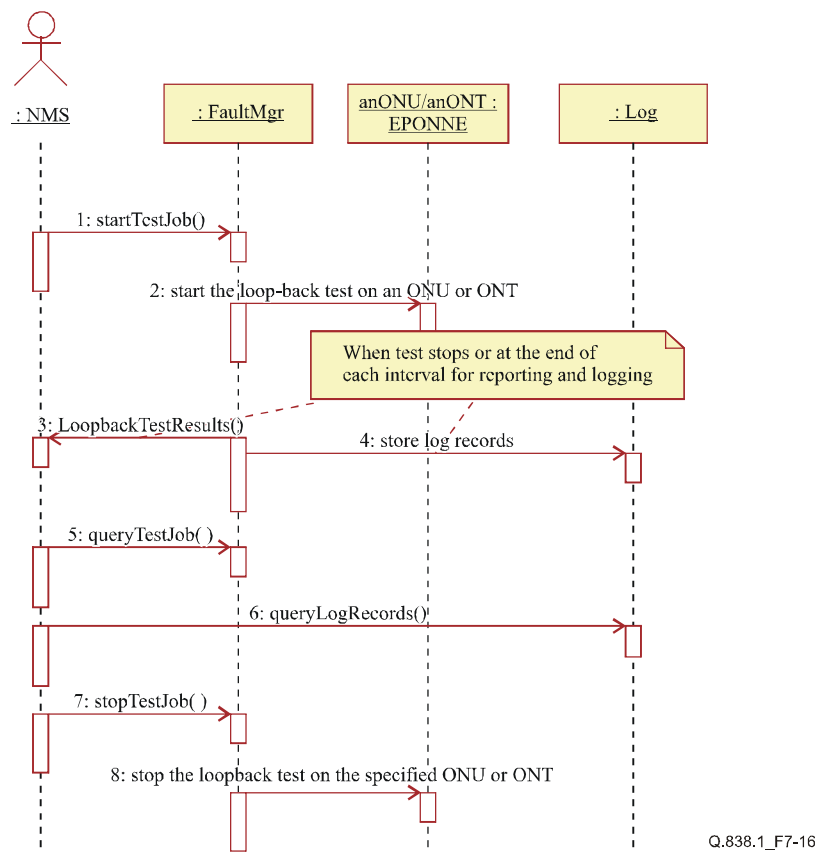 : NMS
: FaultMgr
anONU/anONT :
EPONNE
: Log
1: startTestJob()
2: start the loop-back test on an ONU or ONT
When test stops or at the end of
each interval for reporting and logging
3: LoopbackTestResults()
4: store log records
5: queryTestJob( )
6: queryLogRecords()
7: stopTestJob( )
8: stop the loopback test on the specified ONU or ONT
Q.838.1_F7-16